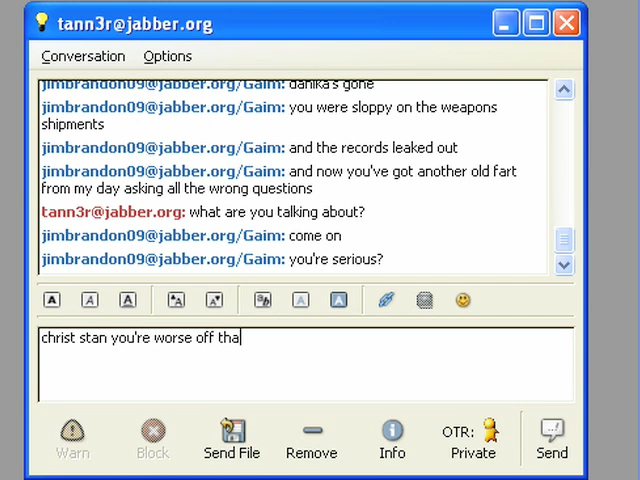 tann3r@jabber.org
Conversation Options
jimbrandon09@jabber.org/Gaim: danika's gone
jimbrandon09@jabber.org/Gaim: you were sloppy on the weapons
shipments
jimbrandon09@jabber.org/Gaim: and the records leaked out
jimbrandon09@jabber.org/Gaim: and now you've got another old fart
from my day asking all the wrong questions
tann3r@jabber.org: what are you talking about?
jimbrandon09@jabber.org/Gaim: come on
jimbrandon09@jabber.org/Gaim: you're serious?
christ stan you're worse off tha
OTR:
Warn Block Send File Remove Info Private Send